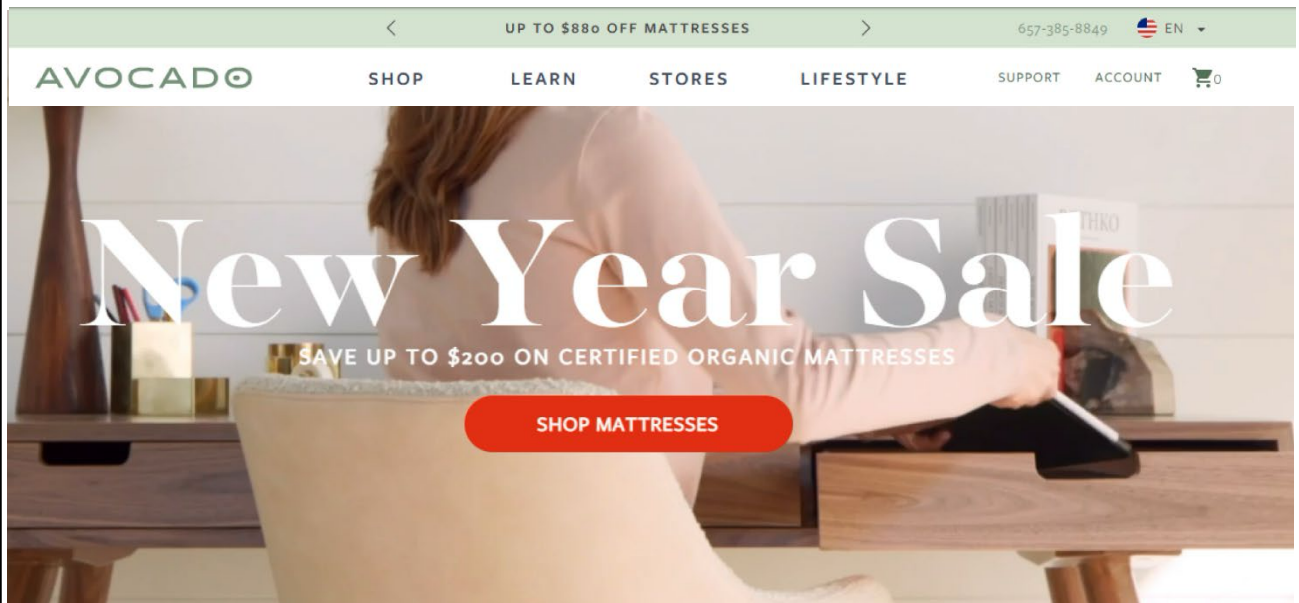 UP TO $880 OFF MATTRESSES
657-385-8849
EN
AVOCADO
SHOP
LEARN
STORES
LIFESTYLE
SUPPORT
ACCOUNT
0
New Year Sale
SAVE UP TO $200 ON CERTIFIED ORGANIC MATTRESSES
SHOP MATTRESSES